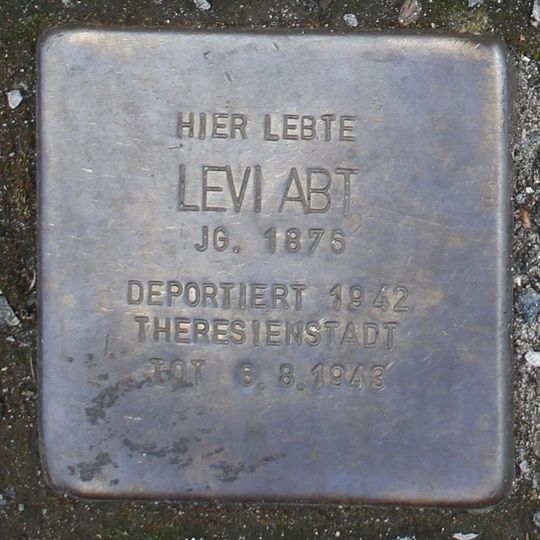 HIER LEBTE
LEVI ABT
JG. 1876
DEPORTIERT 1942
THERESIENSTADT
TOT 6.8.1943